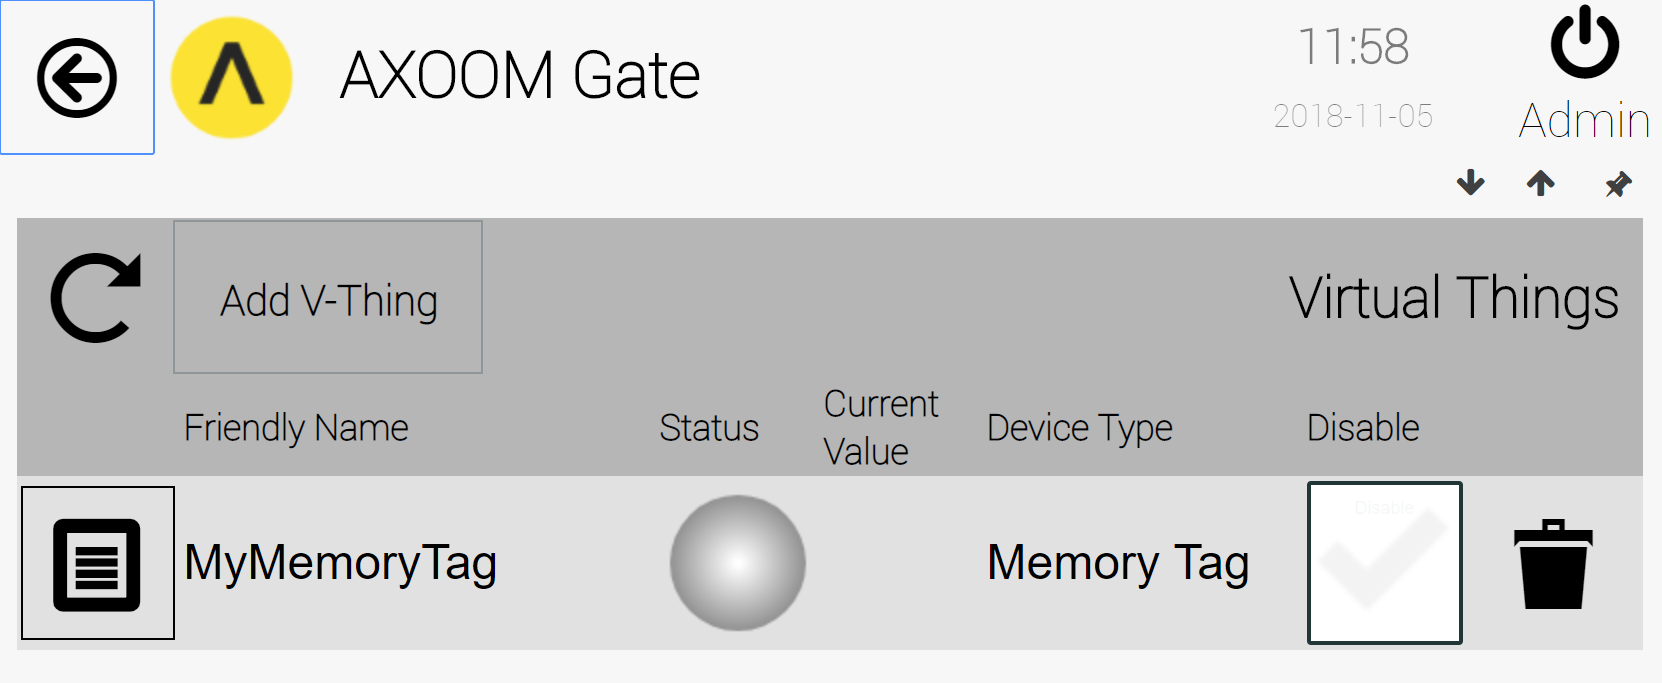 AXOOM Gate
11:58
2018-11-05
Admin
Add V-Thing
Virtual Things
Friendly Name
Status
Current
Value
Device Type
Disable
MyMemoryTag
Memory Tag
Disable